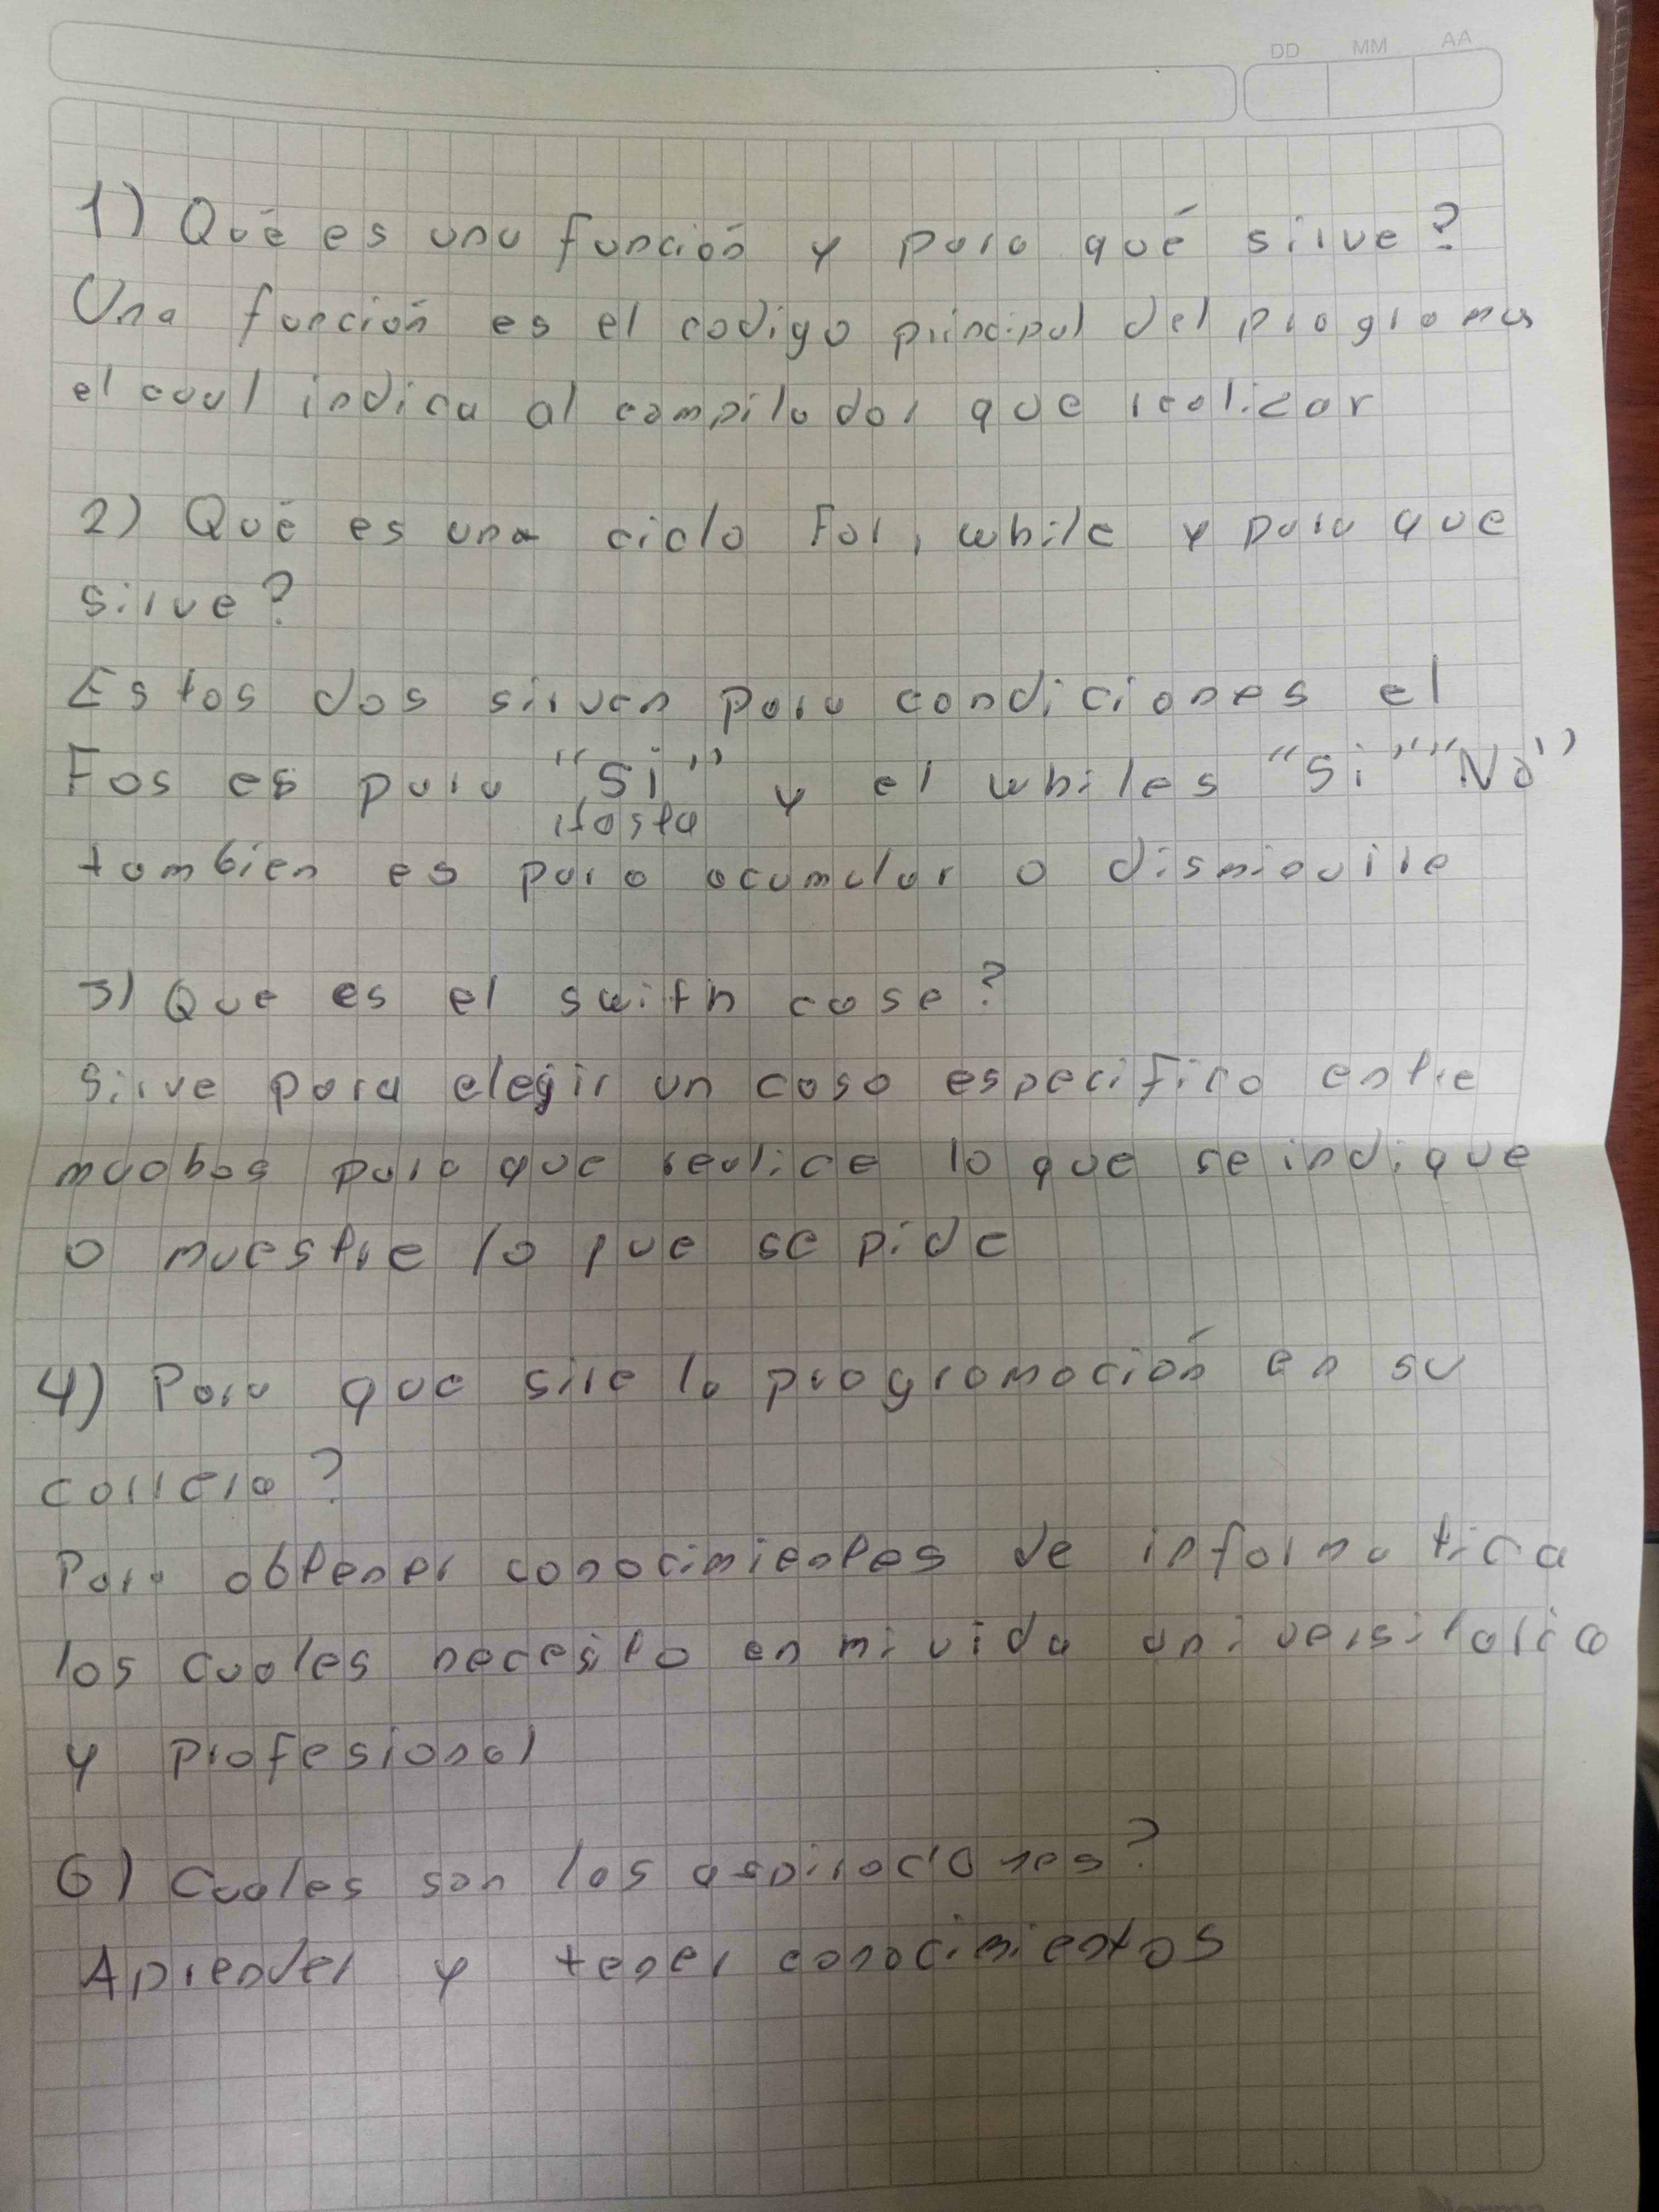 DD MM AA
1) Qué es una función y para qué sirve?
Una función es el codigo principal del programa
el cual indica al compilador que realizar
2) Qué es una ciclo For, while y para que
sirve?
Estos dos sirven para condiciones el
Fos es para "Si" y el whiles "Si" "No"
Hasta
tambien es para acumular o disminuire
3) Que es el swith case?
Sirve para elegir un caso especifico entre
muchos para que realice lo que se indique
o muestre lo que se pide
4) Para que sire la programación en su
carrera?
Para obtener conocimientos de informatica
los cuales necesito en mi vida universitaria
y profesional
6) Cuales son los aspiraciones?
Aprender y tener conocimientos